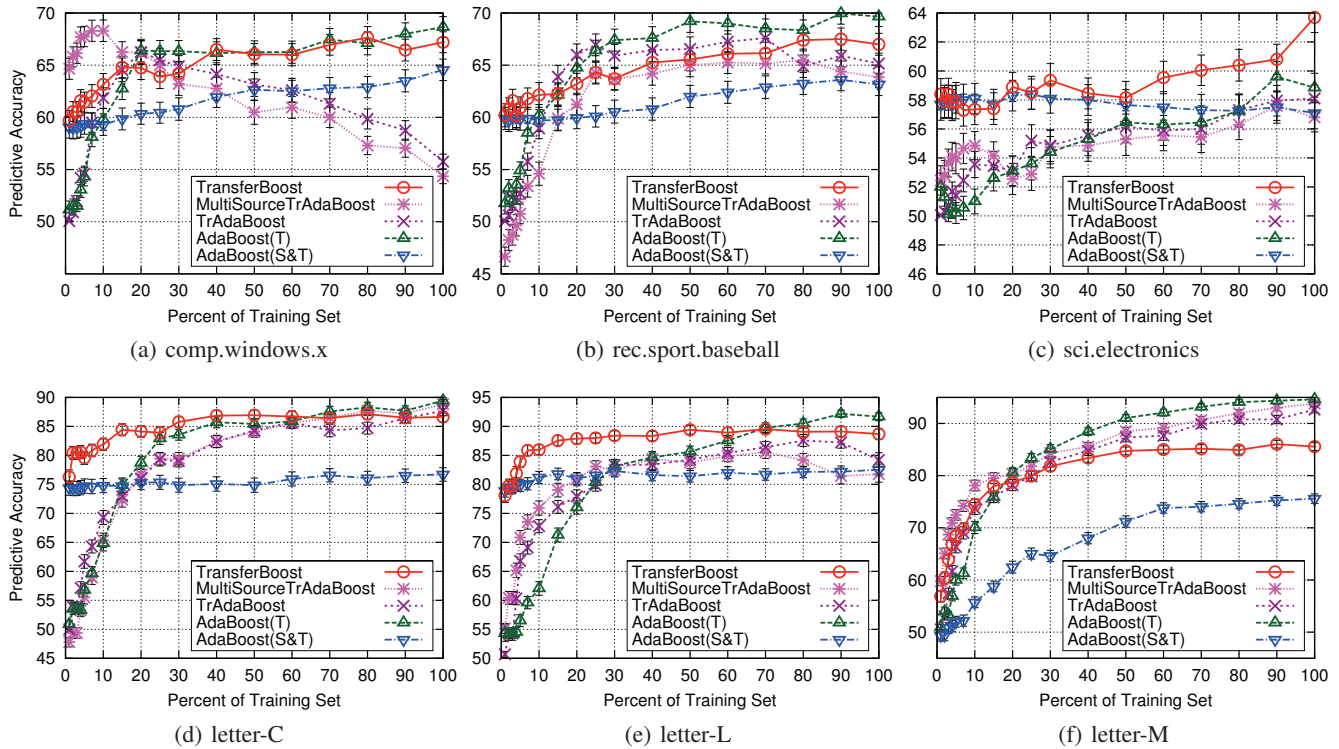 70
65
60
55
50
45
Predictive Accuracy
TransferBoost
MultiSourceTrAdaBoost
TrAdaBoost
AdaBoost(T)
AdaBoost(S&T)
0 10 20 30 40 50 60 70 80 90 100
Percent of Training Set
(a) comp.windows.x
70
65
60
55
50
45
TransferBoost
MultiSourceTrAdaBoost
TrAdaBoost
AdaBoost(T)
AdaBoost(S&T)
0 10 20 30 40 50 60 70 80 90 100
Percent of Training Set
(b) rec.sport.baseball
64
62
60
58
56
54
52
50
48
46
TransferBoost
MultiSourceTrAdaBoost
TrAdaBoost
AdaBoost(T)
AdaBoost(S&T)
0 10 20 30 40 50 60 70 80 90 100
Percent of Training Set
(c) sci.electronics
90
85
80
75
70
65
60
55
50
45
Predictive Accuracy
TransferBoost
MultiSourceTrAdaBoost
TrAdaBoost
AdaBoost(T)
AdaBoost(S&T)
0 10 20 30 40 50 60 70 80 90 100
Percent of Training Set
(d) letter-C
95
90
85
80
75
70
65
60
55
50
TransferBoost
MultiSourceTrAdaBoost
TrAdaBoost
AdaBoost(T)
AdaBoost(S&T)
0 10 20 30 40 50 60 70 80 90 100
Percent of Training Set
(e) letter-L
90
80
70
60
50
TransferBoost
MultiSourceTrAdaBoost
TrAdaBoost
AdaBoost(T)
AdaBoost(S&T)
0 10 20 30 40 50 60 70 80 90 100
Percent of Training Set
(f) letter-M